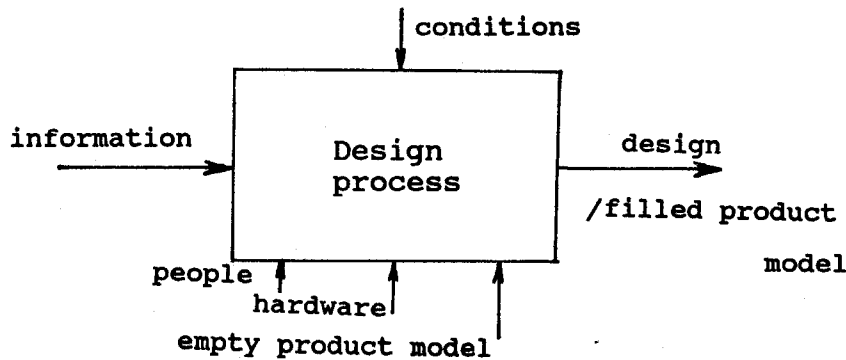 conditions
information
Design
process
design
/filled product
model
people
hardware
empty product model